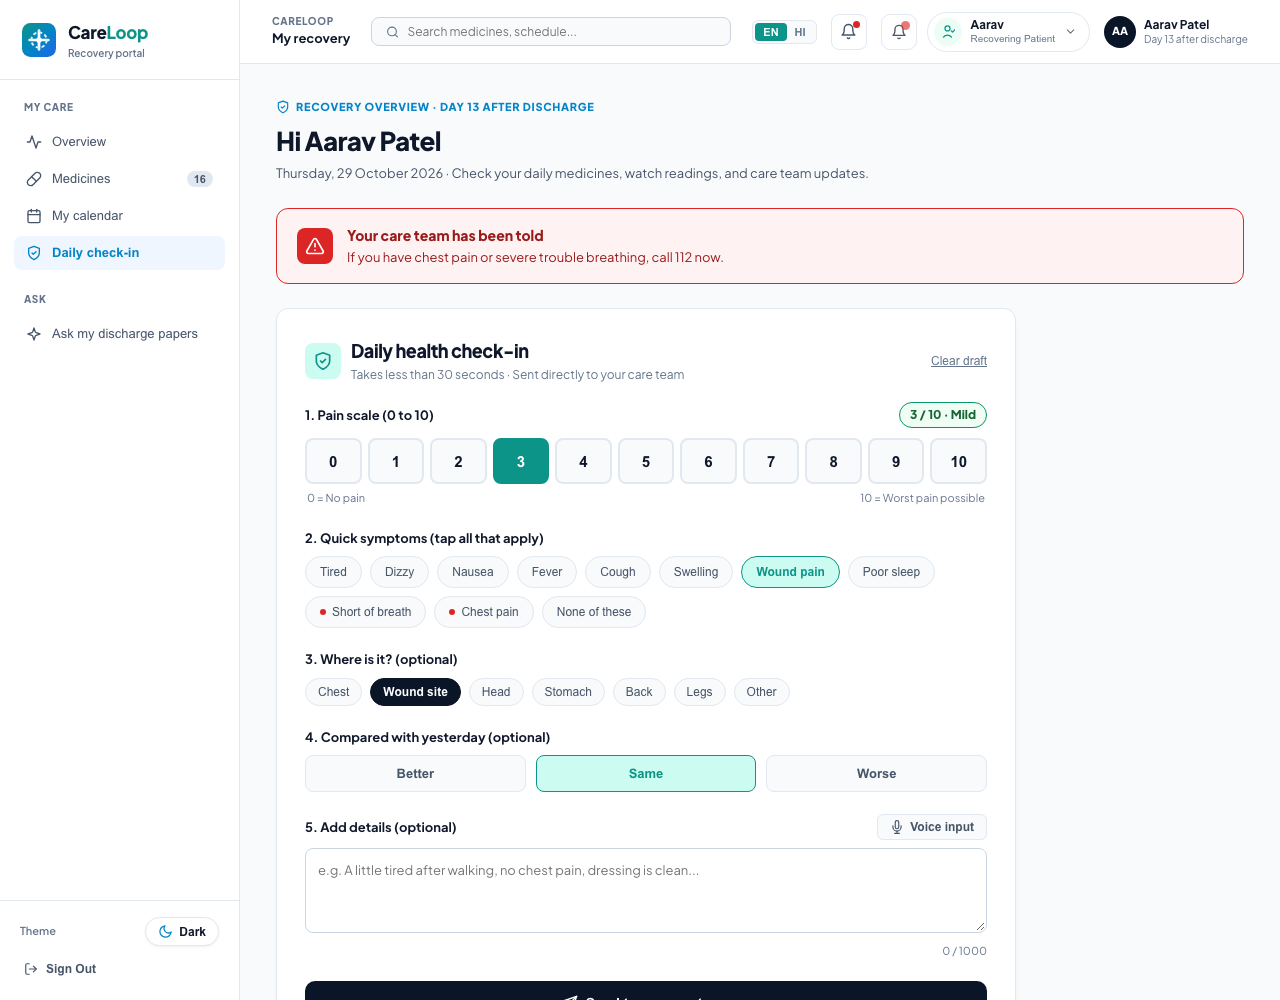 CareLoop
Recovery portal
MY CARE
Overview
Medicines 16
My calendar
Daily check-in
ASK
Ask my discharge papers
Theme Dark
Sign Out
CARELOOP
My recovery
Search medicines, schedule...
EN HI
Aarav
Recovering Patient
AA
Aarav Patel
Day 13 after discharge
RECOVERY OVERVIEW · DAY 13 AFTER DISCHARGE
Hi Aarav Patel
Thursday, 29 October 2026 · Check your daily medicines, watch readings, and care team updates.
Your care team has been told
If you have chest pain or severe trouble breathing, call 112 now.
Daily health check-in
Takes less than 30 seconds · Sent directly to your care team
Clear draft
1. Pain scale (0 to 10) 3 / 10 · Mild
0 1 2 3 4 5 6 7 8 9 10
0 = No pain 10 = Worst pain possible
2. Quick symptoms (tap all that apply)
Tired Dizzy Nausea Fever Cough Swelling Wound pain Poor sleep
Short of breath Chest pain None of these
3. Where is it? (optional)
Chest Wound site Head Stomach Back Legs Other
4. Compared with yesterday (optional)
Better Same Worse
5. Add details (optional) Voice input
e.g. A little tired after walking, no chest pain, dressing is clean...
0 / 1000